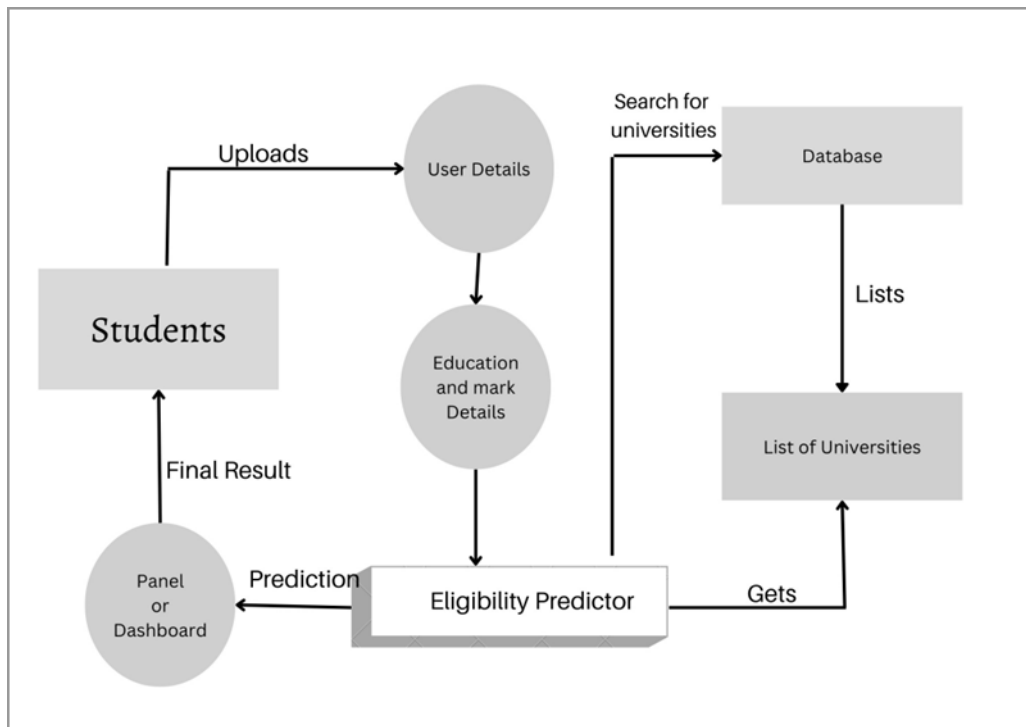 Search for
universities
Uploads
User Details
Database
Lists
Students
Education
and mark
Details
List of Universities
Final Result
Prediction
Panel
or
Dashboard
Eligibility Predictor
Gets